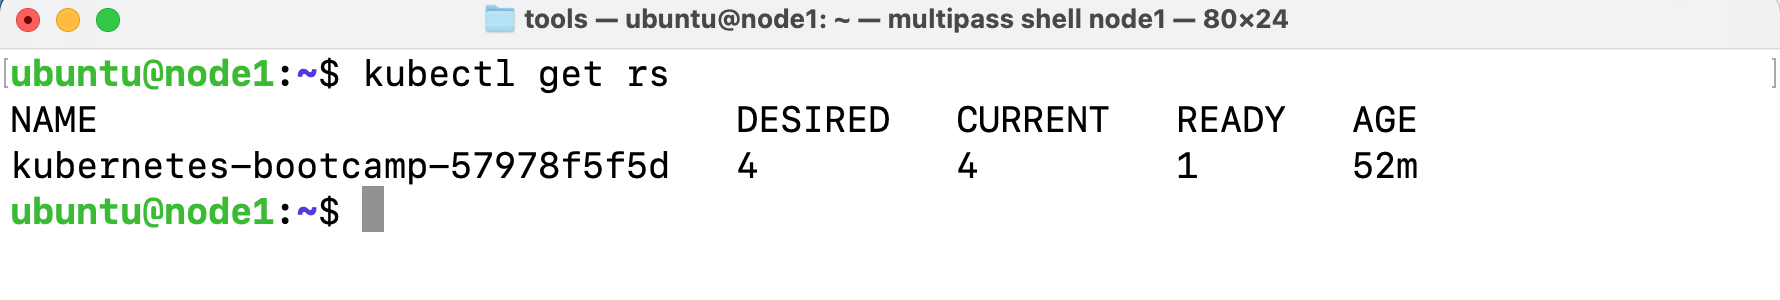 tools — ubuntu@node1: ~ — multipass shell node1 — 80×24
[ubuntu@node1:~$ kubectl get rs ]
NAME DESIRED CURRENT READY AGE
kubernetes-bootcamp-57978f5f5d 4 4 1 52m
ubuntu@node1:~$